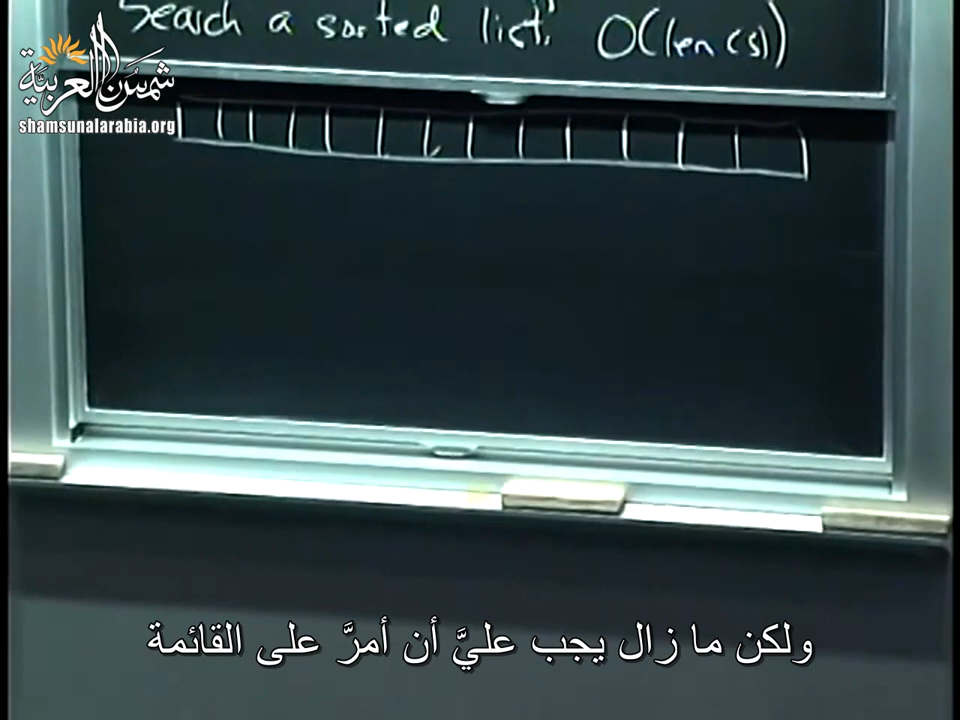 Search a sorted list. O(len(s))
شمس العربية
shamsunalarabia.org
ولكن ما زال يجب عليَّ أن أمرَّ على القائمة